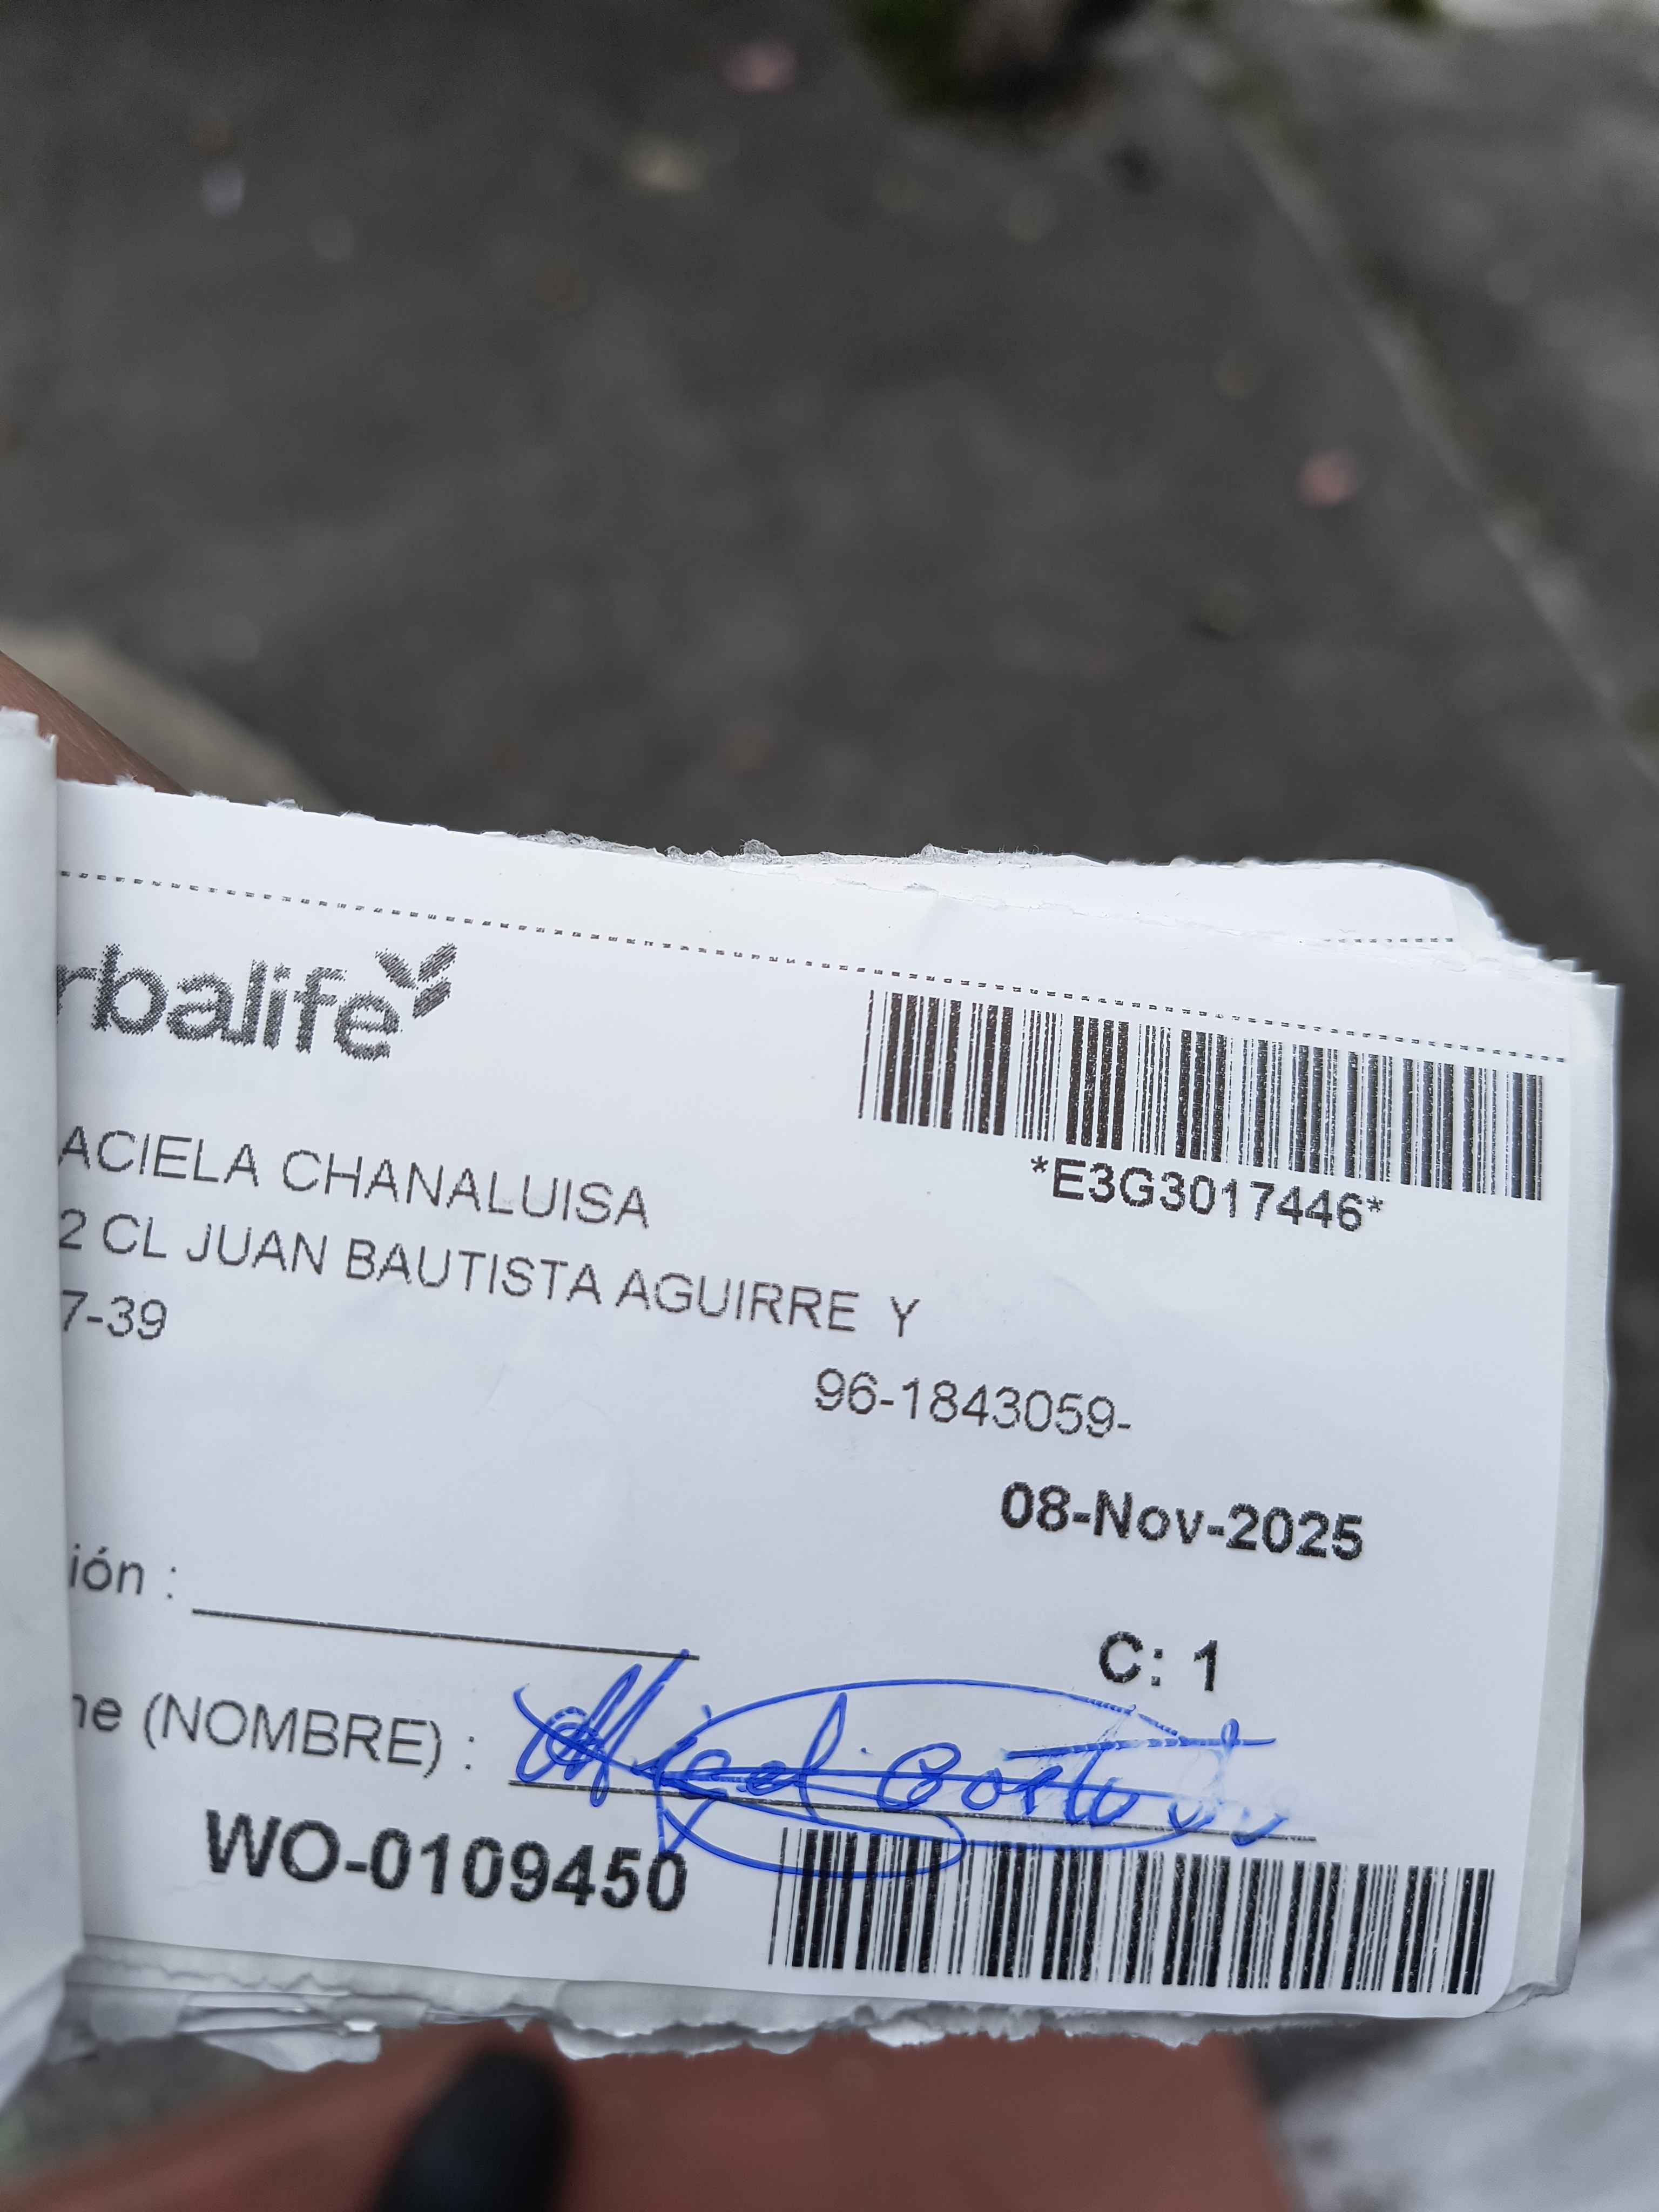 rbalife
*E3G3017446*
ACIELA CHANALUISA
2 CL JUAN BAUTISTA AGUIRRE Y
7-39
96-1843059-
08-Nov-2025
ión :
C: 1
ne (NOMBRE) :
WO-0109450